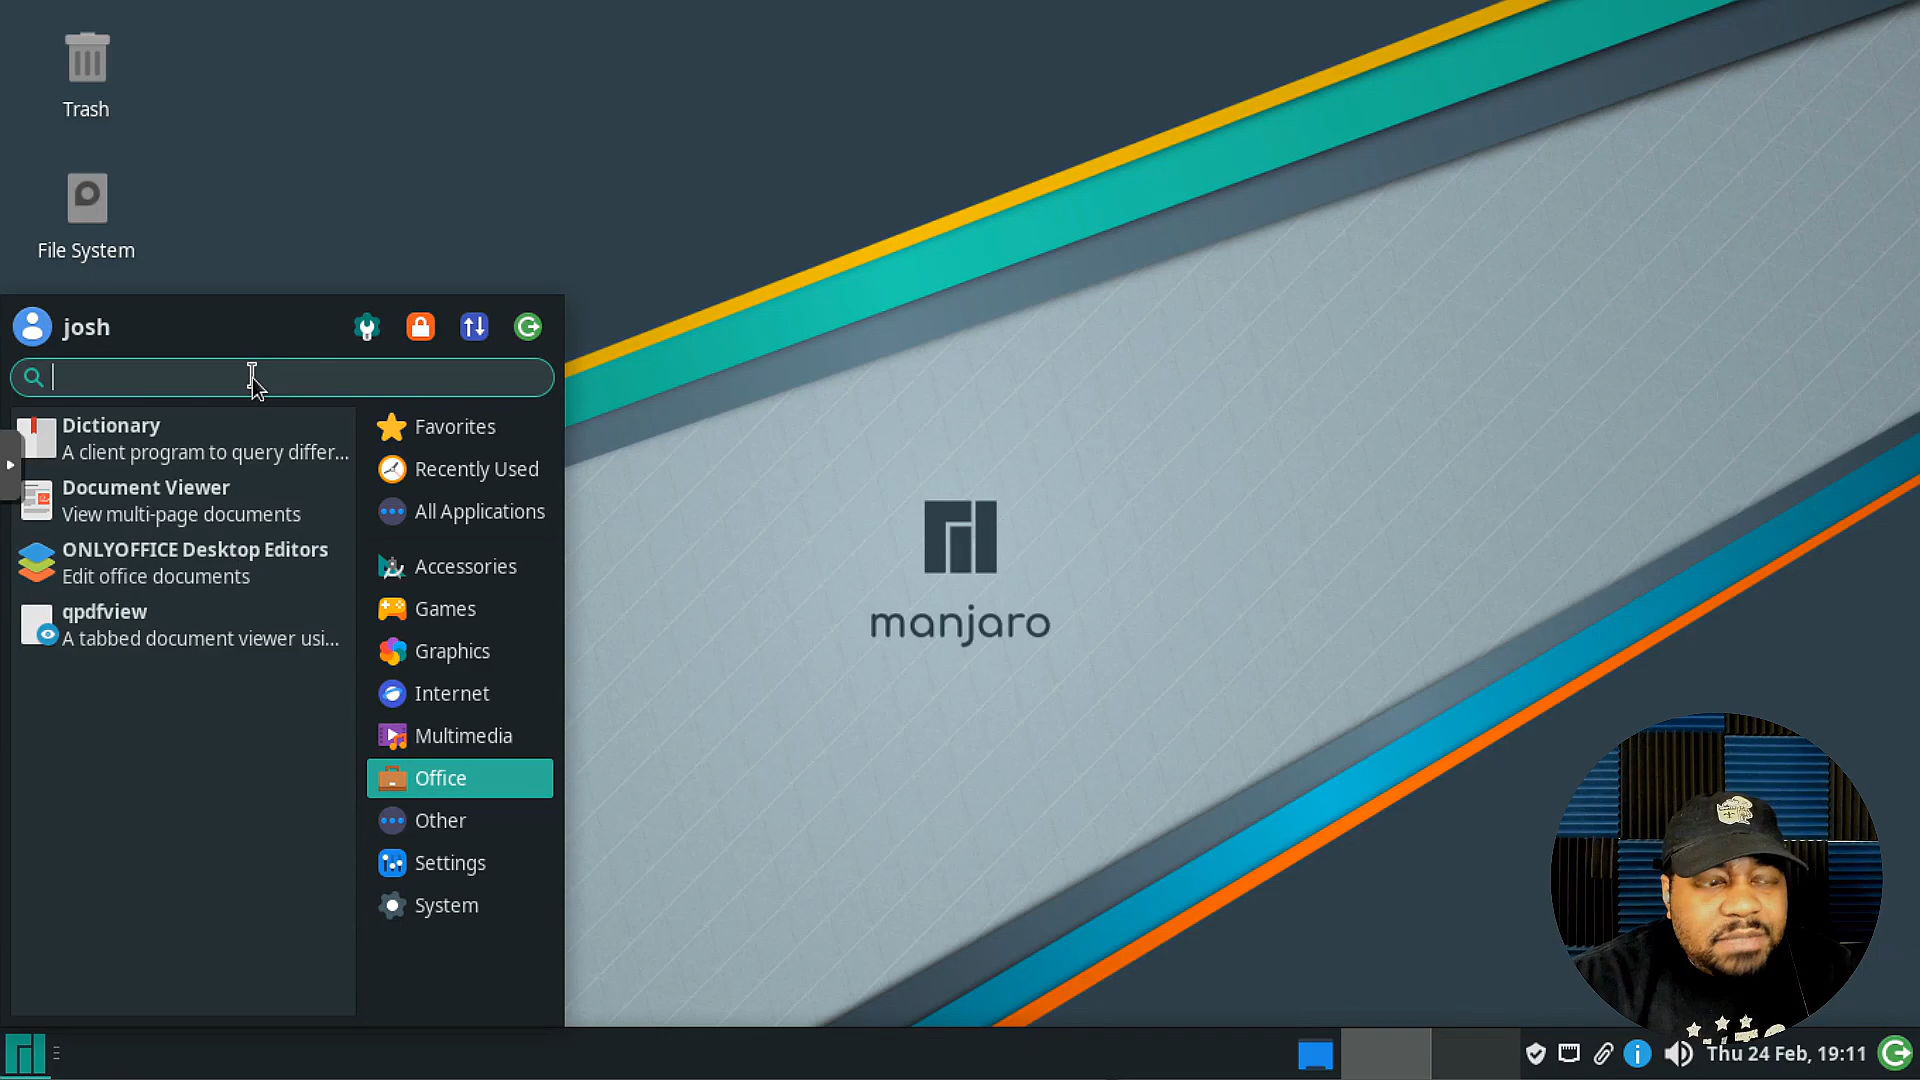 Trash
File System
josh
Dictionary
A client program to query differ...
Document Viewer
View multi-page documents
ONLYOFFICE Desktop Editors
Edit office documents
qpdfview
A tabbed document viewer usi...
Favorites
Recently Used
All Applications
Accessories
Games
Graphics
Internet
Multimedia
Office
Other
Settings
System
manjaro
Thu 24 Feb, 19:11